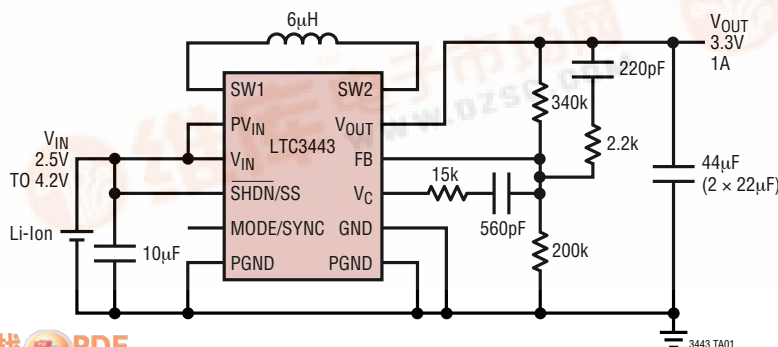 6µH
VOUT
3.3V
1A
SW1
SW2
220pF
340k
PVIN
VOUT
2.2k
LTC3443
VIN
2.5V
TO 4.2V
VIN
FB
15k
44µF
(2 × 22µF)
SHDN/SS
VC
Li-Ion
MODE/SYNC
GND
560pF
10µF
200k
PGND
PGND
3443 TA01
PDF